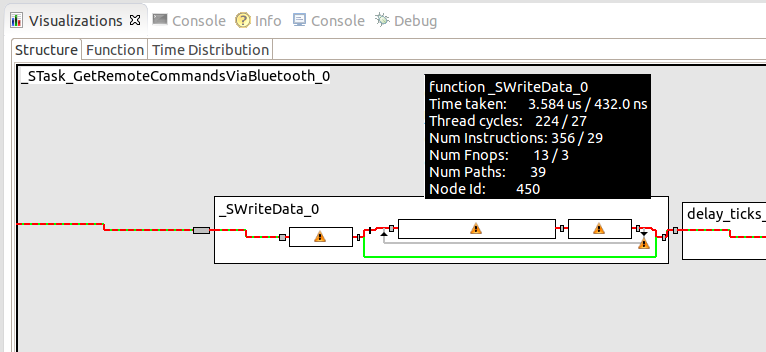 Visualizations Console Info Console Debug
Structure Function Time Distribution
_STask_GetRemoteCommandsViaBluetooth_0
function _SWriteData_0
Time taken: 3.584 us / 432.0 ns
Thread cycles: 224 / 27
Num Instructions: 356 / 29
Num Fnops: 13 / 3
Num Paths: 39
Node Id: 450
_SWriteData_0
delay_ticks_